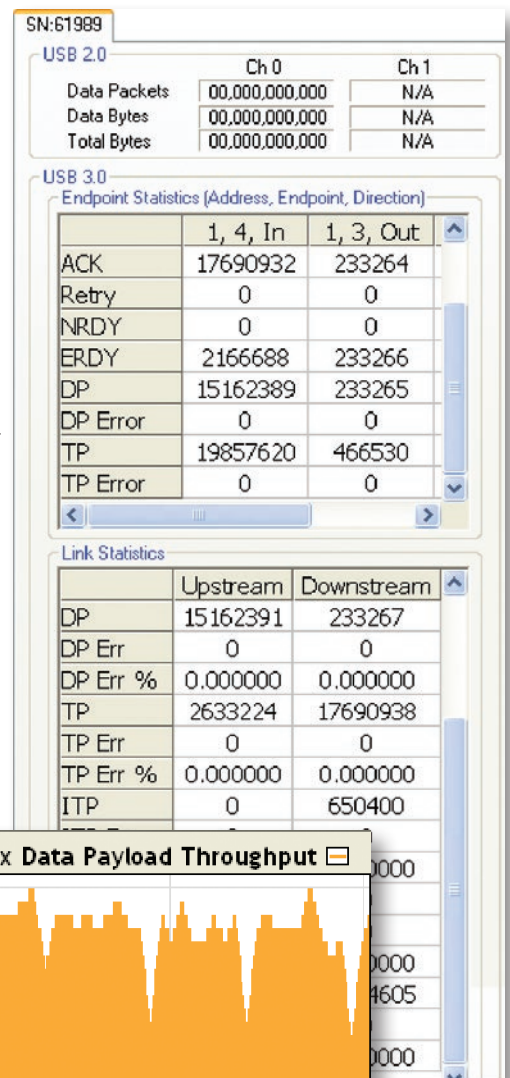 SN:61989
USB 2.0
Ch 0 Ch 1
Data Packets 00,000,000,000 N/A
Data Bytes 00,000,000,000 N/A
Total Bytes 00,000,000,000 N/A
USB 3.0
Endpoint Statistics (Address, Endpoint, Direction)
1, 4, In 1, 3, Out
ACK 17690932 233264
Retry 0 0
NRDY 0 0
ERDY 2166688 233266
DP 15162389 233265
DP Error 0 0
TP 19857620 466530
TP Error 0 0
Link Statistics
Upstream Downstream
DP 15162391 233267
DP Err 0 0
DP Err % 0.000000 0.000000
TP 2633224 17690938
TP Err 0 0
TP Err % 0.000000 0.000000
ITP 0 650400
x Data Payload Throughput
0000
0000
4605
0000